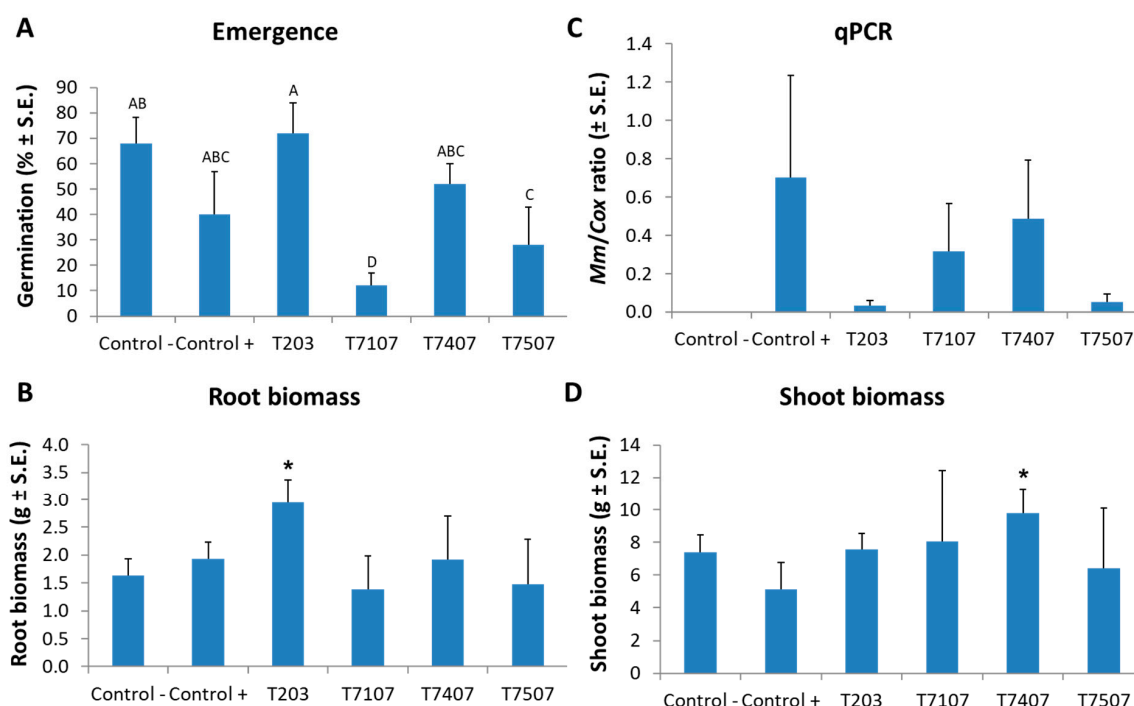 A
Emergence
Germination (% ± S.E.)
90
80
70
60
50
40
30
20
10
0
AB
ABC
A
D
ABC
C
Control - Control + T203 T7107 T7407 T7507
C
qPCR
Mm/Cox ratio (± S.E.)
1.4
1.2
1.0
0.8
0.6
0.4
0.2
0.0
Control - Control + T203 T7107 T7407 T7507
B
Root biomass
Root biomass (g ± S.E.)
4.0
3.5
3.0
2.5
2.0
1.5
1.0
0.5
0.0
*
Control - Control + T203 T7107 T7407 T7507
D
Shoot biomass
Shoot biomass (g ± S.E.)
14
12
10
8
6
4
2
0
*
Control - Control + T203 T7107 T7407 T7507